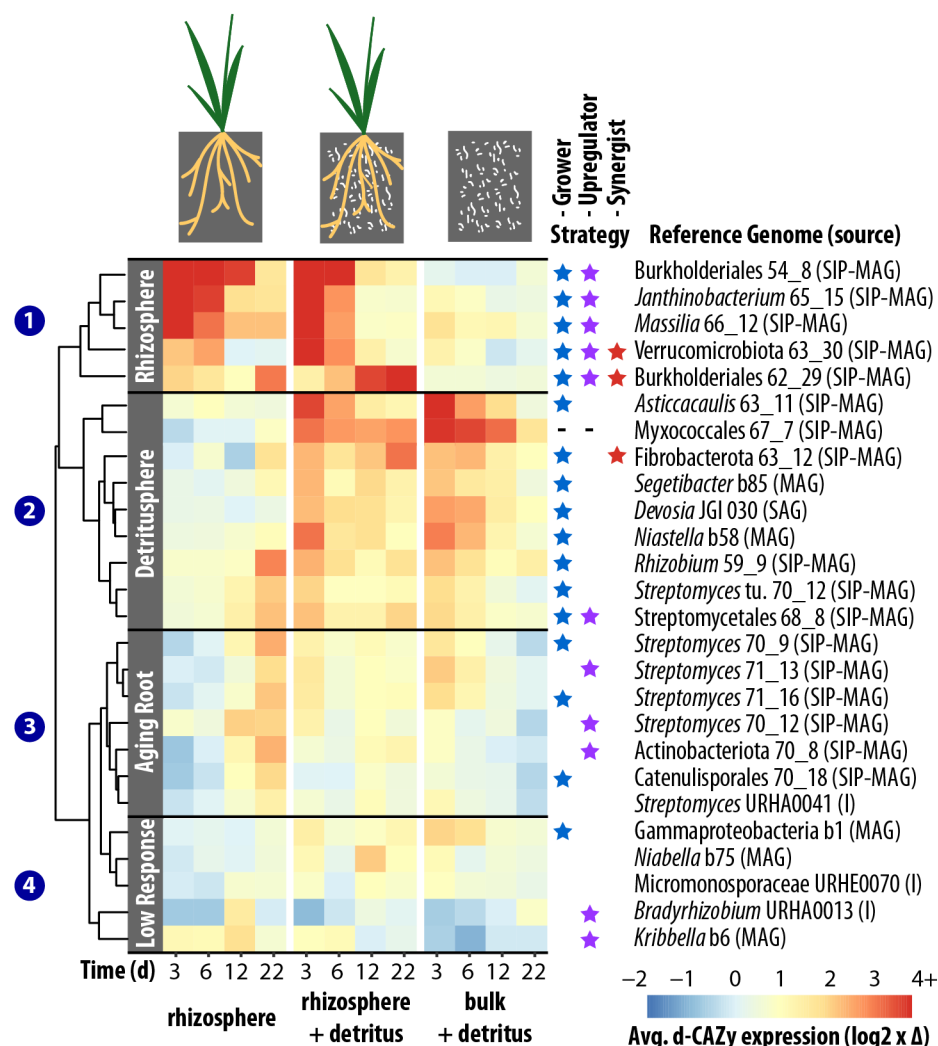 - Grower
- Upregulator
- Synergist
Strategy
Reference Genome (source)
1
Rhizosphere
Burkholderiales 54_8 (SIP-MAG)
Janthinobacterium 65_15 (SIP-MAG)
Massilia 66_12 (SIP-MAG)
Verrucomicrobiota 63_30 (SIP-MAG)
Burkholderiales 62_29 (SIP-MAG)
2
Detritusphere
Asticcacaulis 63_11 (SIP-MAG)
- - Myxococcales 67_7 (SIP-MAG)
Fibrobacterota 63_12 (SIP-MAG)
Segetibacter b85 (MAG)
Devosia JGI 030 (SAG)
Niastella b58 (MAG)
Rhizobium 59_9 (SIP-MAG)
Streptomyces tu. 70_12 (SIP-MAG)
Streptomycetales 68_8 (SIP-MAG)
3
Aging Root
Streptomyces 70_9 (SIP-MAG)
Streptomyces 71_13 (SIP-MAG)
Streptomyces 71_16 (SIP-MAG)
Streptomyces 70_12 (SIP-MAG)
Actinobacteriota 70_8 (SIP-MAG)
Catenulisporales 70_18 (SIP-MAG)
Streptomyces URHA0041 (I)
4
Low Response
Gammaproteobacteria b1 (MAG)
Niabella b75 (MAG)
Micromonosporaceae URHE0070 (I)
Bradyrhizobium URHA0013 (I)
Kribbella b6 (MAG)
Time (d) 3 6 12 22 3 6 12 22 3 6 12 22
rhizosphere
rhizosphere
+ detritus
bulk
+ detritus
−2 −1 0 1 2 3 4+
Avg. d-CAZy expression (log2 x Δ)